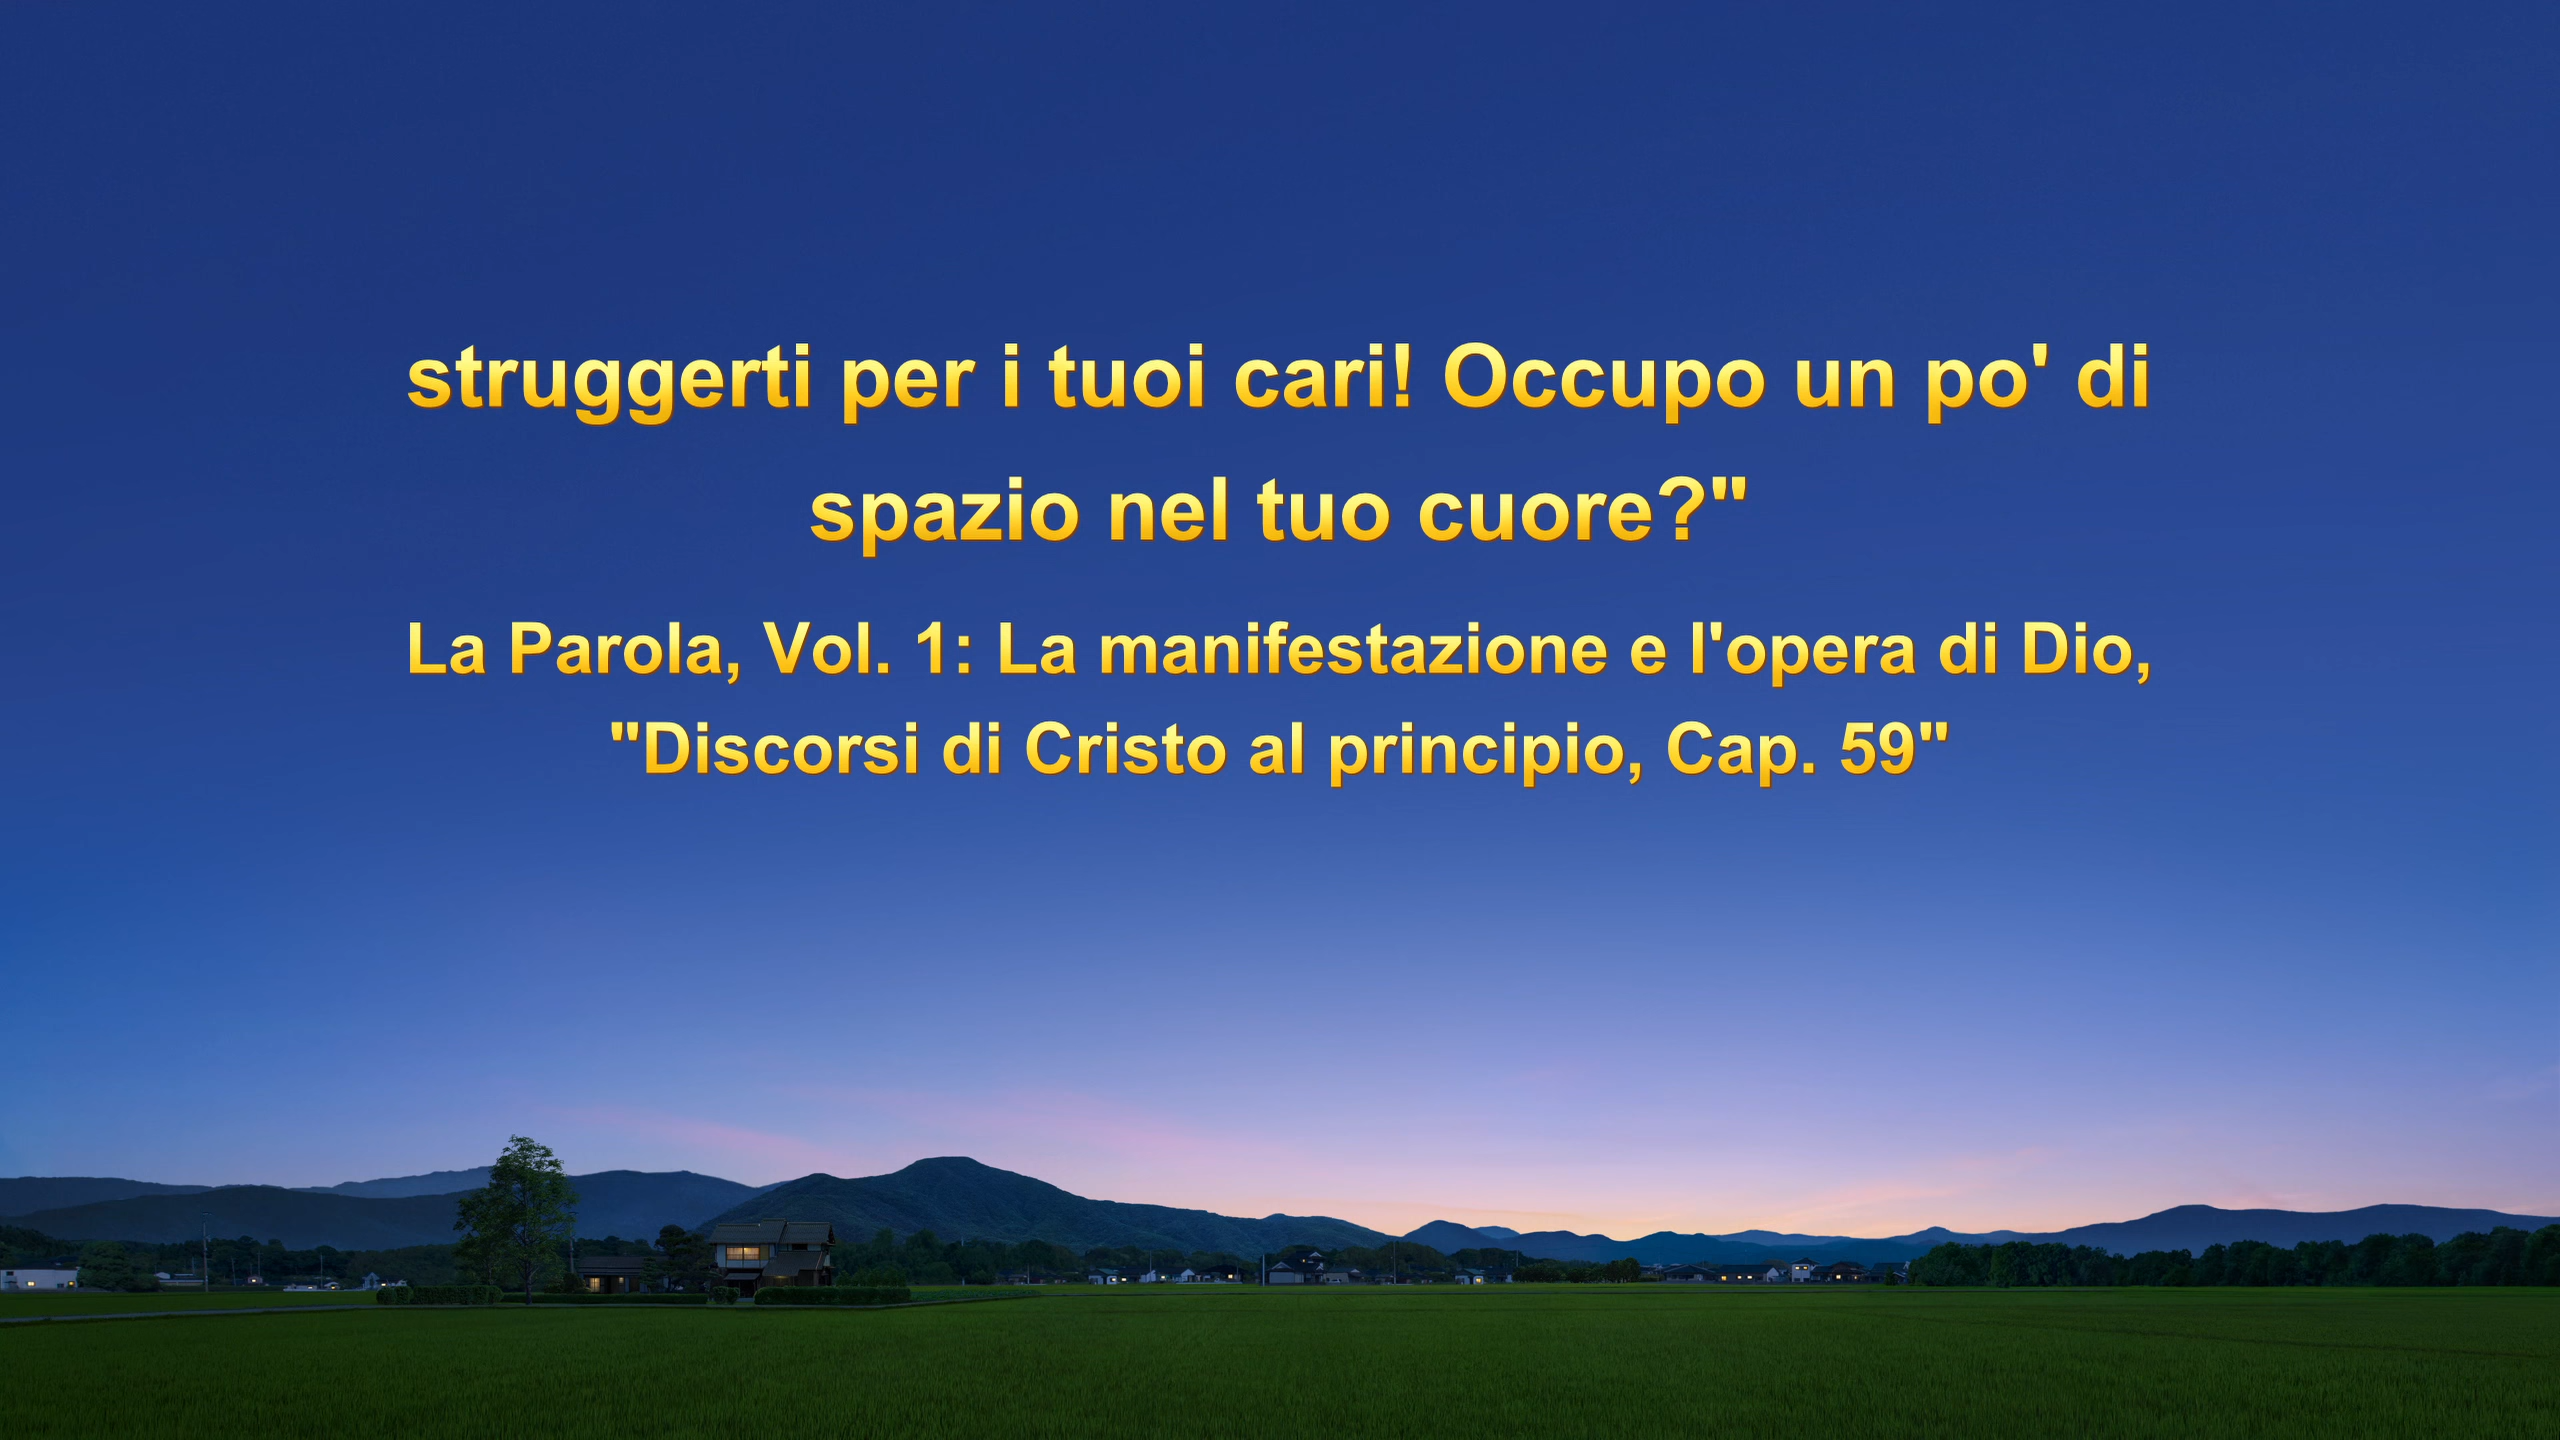 struggerti per i tuoi cari! Occupo un po' di
spazio nel tuo cuore?"
La Parola, Vol. 1: La manifestazione e l'opera di Dio,
"Discorsi di Cristo al principio, Cap. 59"